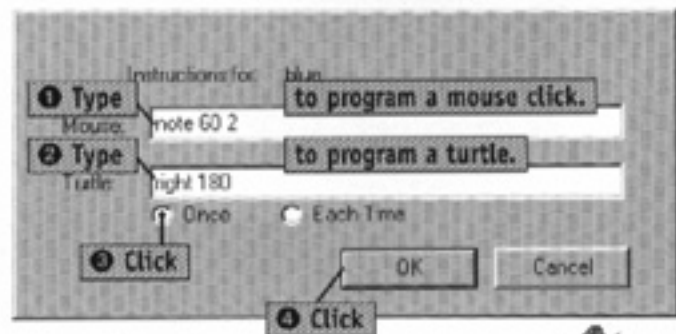 Instructions for: blue
❶ Type to program a mouse click.
Mouse: note 60 2
❷ Type to program a turtle.
Turtle: right 180
Once Each Time
❸ Click
OK Cancel
❹ Click